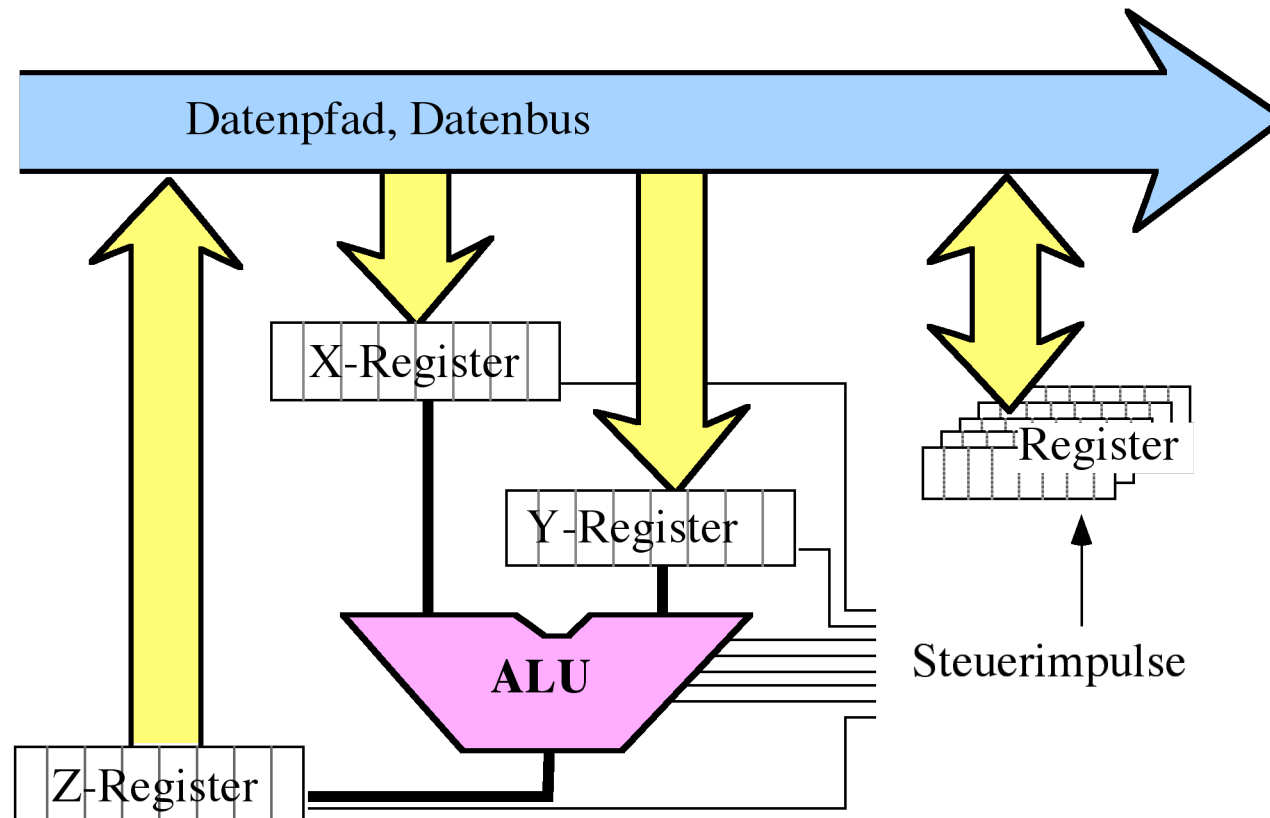 Datenpfad, Datenbus
X-Register
Register
Y-Register
Steuerimpulse
ALU
Z-Register